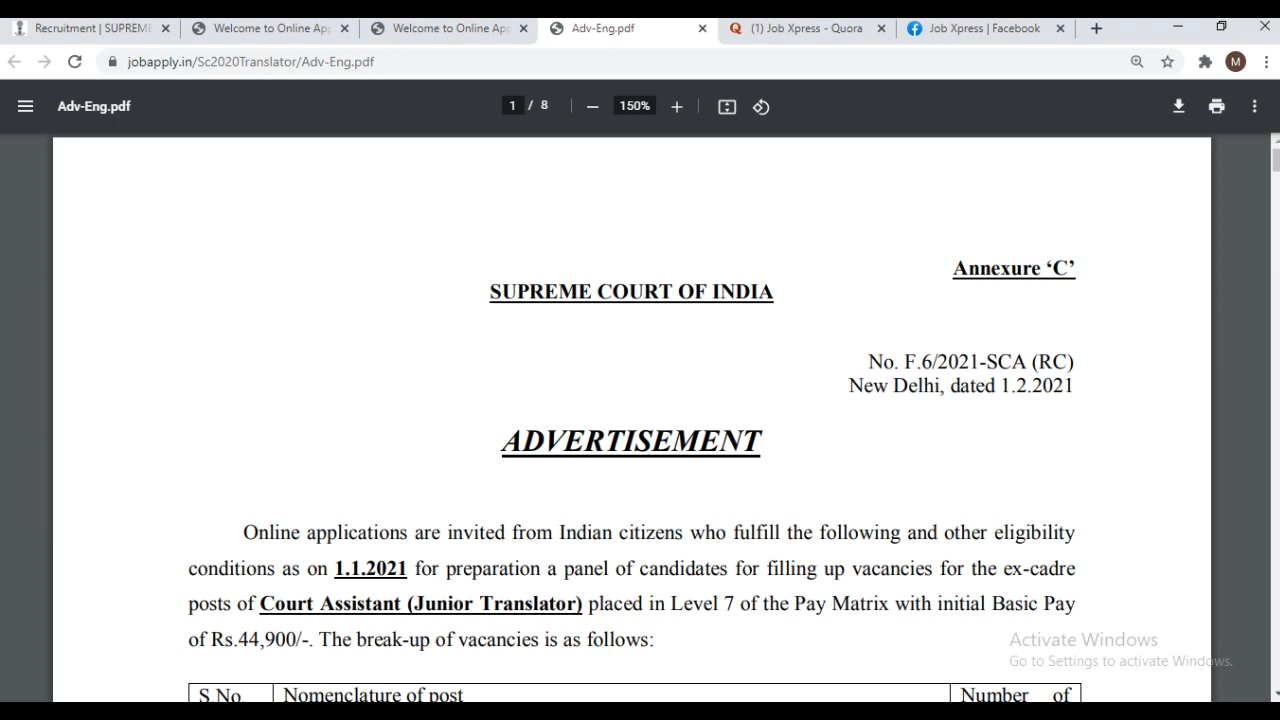 Recruitment | SUPREME
Welcome to Online App
Welcome to Online App
Adv-Eng.pdf
(1) Job Xpress - Quora
Job Xpress | Facebook
jobapply.in/Sc2020Translator/Adv-Eng.pdf
M
Adv-Eng.pdf
1 / 8
150%
Annexure ‘C’
SUPREME COURT OF INDIA
No. F.6/2021-SCA (RC)
New Delhi, dated 1.2.2021
ADVERTISEMENT
Online applications are invited from Indian citizens who fulfill the following and other eligibility
conditions as on 1.1.2021 for preparation a panel of candidates for filling up vacancies for the ex-cadre
posts of Court Assistant (Junior Translator) placed in Level 7 of the Pay Matrix with initial Basic Pay
of Rs.44,900/-. The break-up of vacancies is as follows:
Activate Windows
Go to Settings to activate Windows.
S.No. Nomenclature of post Number of